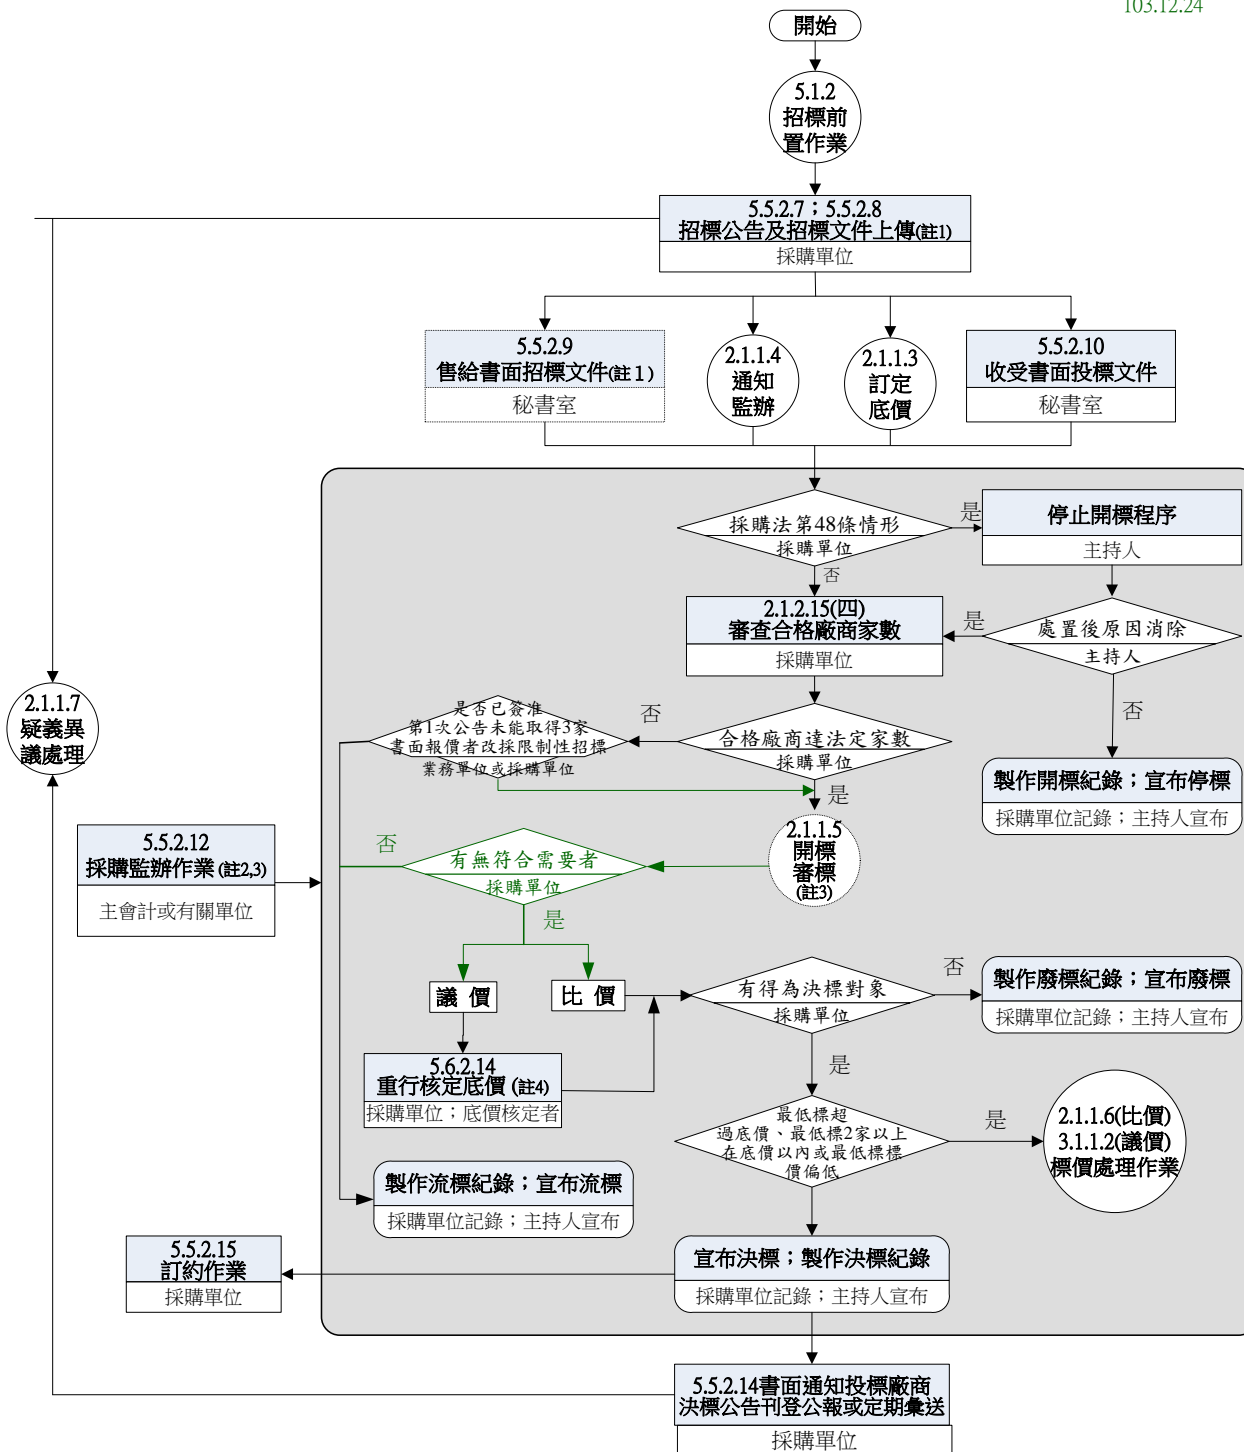 103.12.24
開始
5.1.2
招標前
置作業
5.5.2.7；5.5.2.8
招標公告及招標文件上傳(註1)
採購單位
5.5.2.9
售給書面招標文件(註１)
秘書室
2.1.1.4
通知
監辦
2.1.1.3
訂定
底價
5.5.2.10
收受書面投標文件
秘書室
採購法第48條情形
採購單位
是
否
停止開標程序
主持人
2.1.2.15(四)
審查合格廠商家數
採購單位
是
處置後原因消除
主持人
否
2.1.1.7
疑義異
議處理
是否已簽准
第1次公告未能取得3家
書面報價者改採限制性招標
業務單位或採購單位
否
合格廠商達法定家數
採購單位
是
製作開標紀錄；宣布停標
採購單位記錄；主持人宣布
5.5.2.12
採購監辦作業(註2,3)
主會計或有關單位
否
有無符合需要者
採購單位
是
2.1.1.5
開標
審標
(註3)
議 價
比 價
有得為決標對象
採購單位
否
是
製作廢標紀錄；宣布廢標
採購單位記錄；主持人宣布
5.6.2.14
重行核定底價(註4)
採購單位；底價核定者
最低標超
過底價、最低標2家以上
在底價以內或最低標標
價偏低
是
2.1.1.6(比價)
3.1.1.2(議價)
標價處理作業
製作流標紀錄；宣布流標
採購單位記錄；主持人宣布
5.5.2.15
訂約作業
採購單位
宣布決標；製作決標紀錄
採購單位記錄；主持人宣布
5.5.2.14書面通知投標廠商
決標公告刊登公報或定期彙送
採購單位